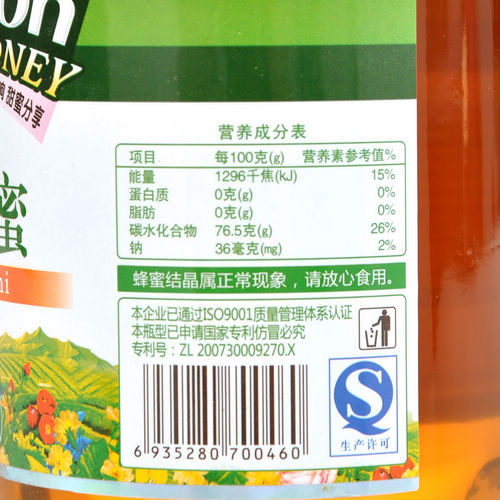 on
ONEY
甜蜜分享
蜜
营养成分表
项目 每100克(g) 营养素参考值%
能量 1296千焦(kJ) 15%
蛋白质 0克(g) 0%
脂肪 0克(g) 0%
碳水化合物 76.5克(g) 26%
钠 36毫克(mg) 2%
蜂蜜结晶属正常现象，请放心食用。
本企业已通过ISO9001质量管理体系认证
本瓶型已申请国家专利仿冒必究
专利号：ZL 200730009270.X
6 935280 700460
生产许可